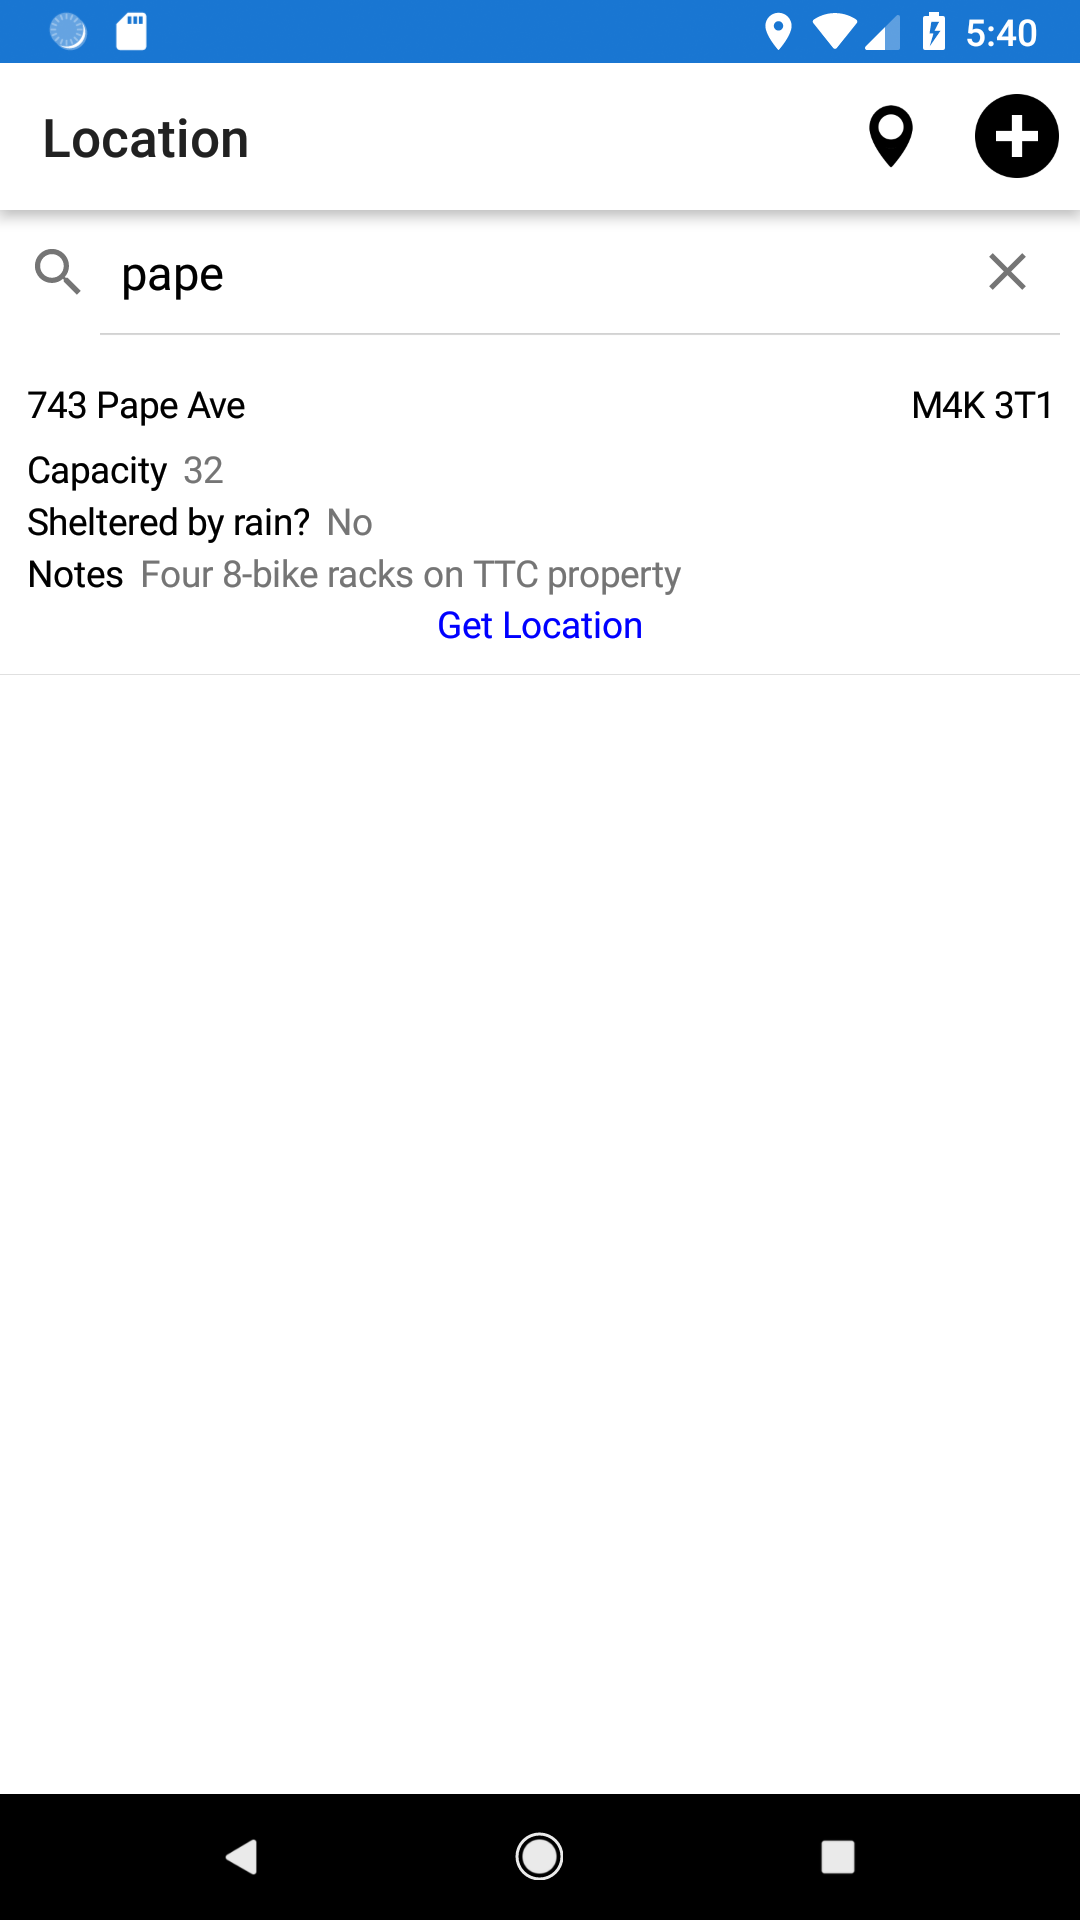 5:40
Location
pape
743 Pape Ave M4K 3T1
Capacity 32
Sheltered by rain? No
Notes Four 8-bike racks on TTC property
Get Location